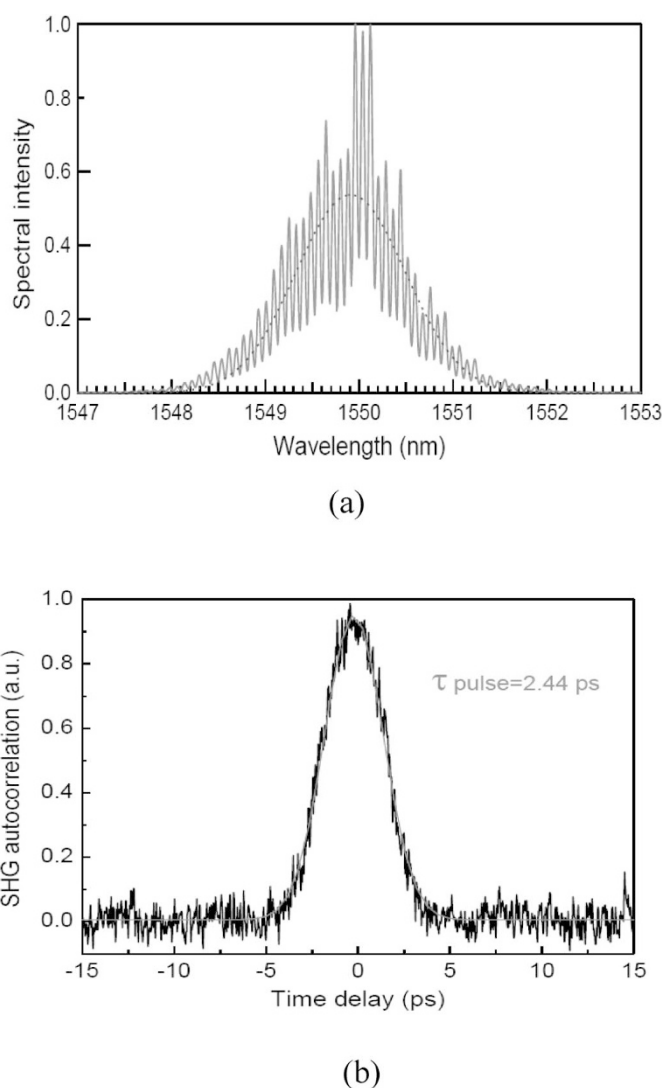 1.0
0.8
0.6
0.4
0.2
0.0
Spectral intensity
1547 1548 1549 1550 1551 1552 1553
Wavelength (nm)
(a)
1.0
0.8
0.6
0.4
0.2
0.0
SHG autocorrelation (a.u.)
τ pulse=2.44 ps
-15 -10 -5 0 5 10 15
Time delay (ps)
(b)